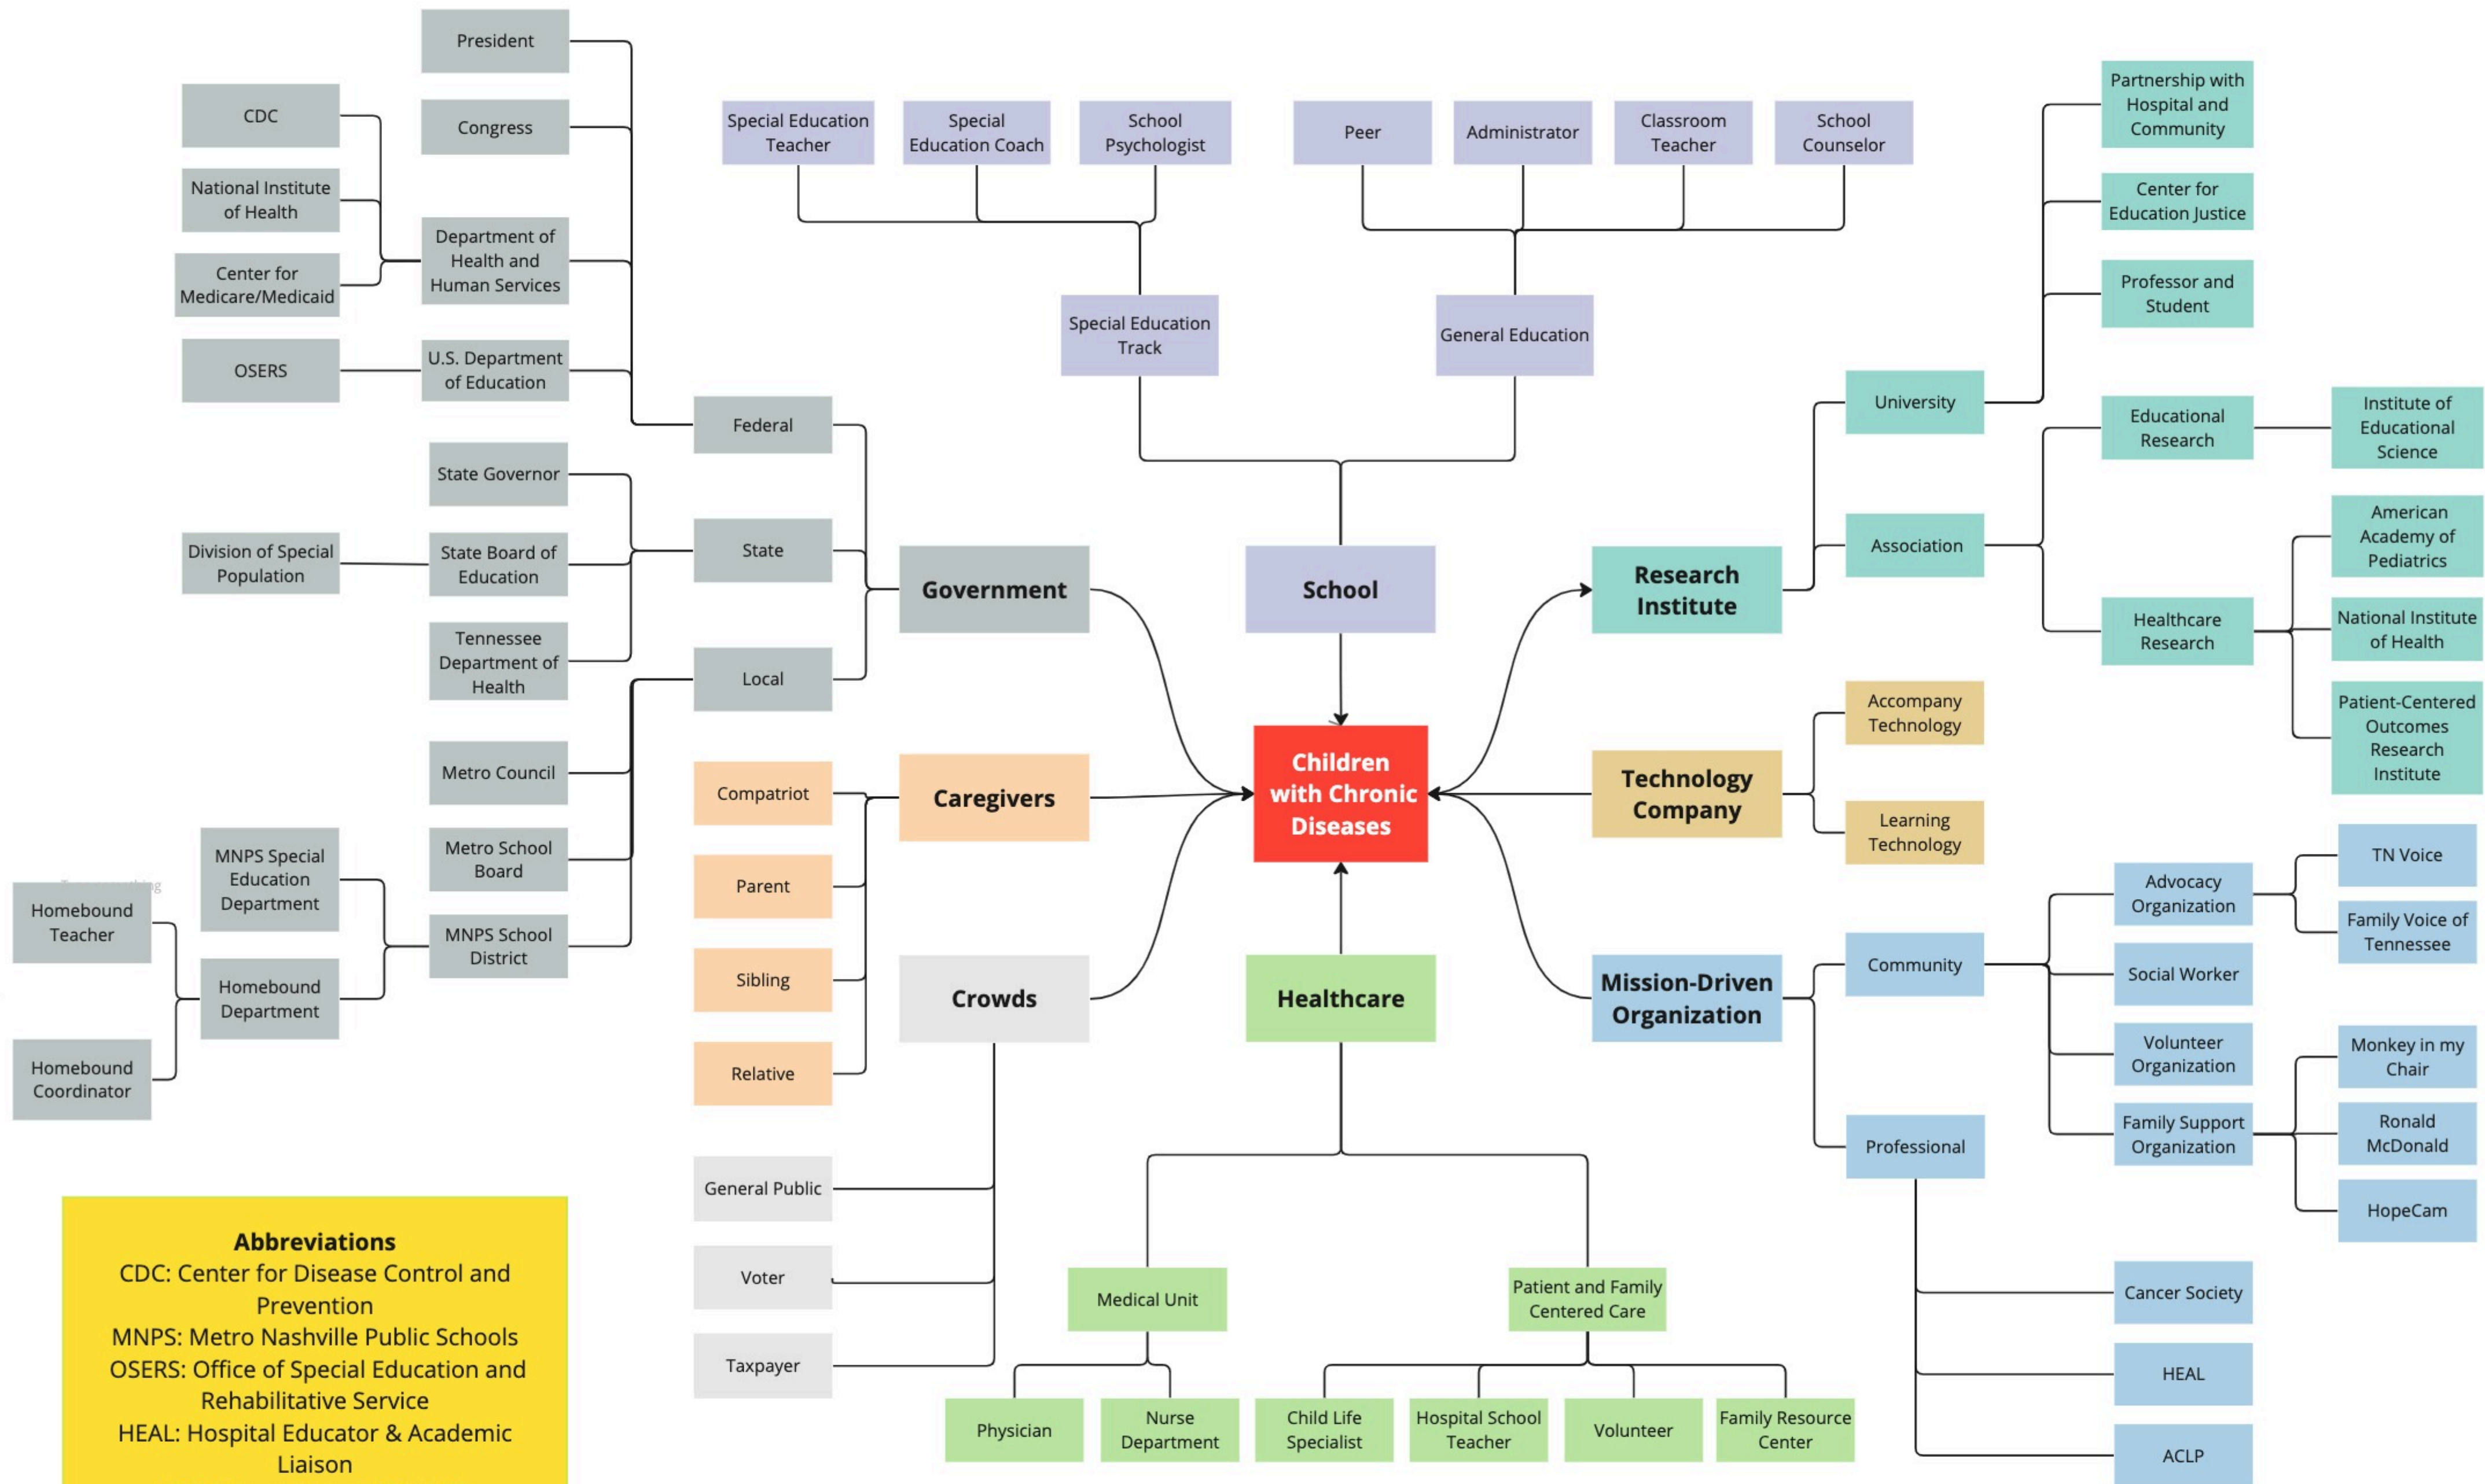 President
Congress
CDC
National Institute
of Health
Center for
Medicare/Medicaid
Department of
Health and
Human Services
OSERS
U.S. Department
of Education
Federal
State Governor
Division of Special
Population
State Board of
Education
Tennessee
Department of
Health
State
Local
Government
Metro Council
Metro School
Board
MNPS School
District
MNPS Special
Education
Department
Homebound
Department
Homebound
Teacher
Homebound
Coordinator
Special Education
Teacher
Special
Education Coach
School
Psychologist
Peer
Administrator
Classroom
Teacher
School
Counselor
Special Education
Track
General Education
School
Partnership with
Hospital and
Community
Center for
Education Justice
Professor and
Student
University
Educational
Research
Institute of
Educational
Science
Association
Research
Institute
American
Academy of
Pediatrics
Healthcare
Research
National Institute
of Health
Patient-Centered
Outcomes
Research
Institute
Accompany
Technology
Technology
Company
Learning
Technology
Children
with Chronic
Diseases
Caregivers
Compatriot
Parent
Sibling
Relative
Crowds
General Public
Voter
Taxpayer
Healthcare
Medical Unit
Patient and Family
Centered Care
Physician
Nurse
Department
Child Life
Specialist
Hospital School
Teacher
Volunteer
Family Resource
Center
Mission-Driven
Organization
Community
Professional
Advocacy
Organization
TN Voice
Family Voice of
Tennessee
Social Worker
Volunteer
Organization
Family Support
Organization
Monkey in my
Chair
Ronald
McDonald
HopeCam
Cancer Society
HEAL
ACLP
Abbreviations
CDC: Center for Disease Control and
Prevention
MNPS: Metro Nashville Public Schools
OSERS: Office of Special Education and
Rehabilitative Service
HEAL: Hospital Educator & Academic
Liaison